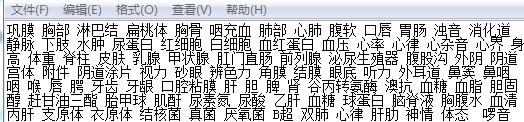 文件(F) 编辑(E) 格式(O) 查看(V) 帮助(H)
巩膜 胸部 淋巴结 扁桃体 胸骨 咽充血 肺部 心肺 腹软 口唇 胃肠 浊音 消化道
静脉 下肢 水肿 尿蛋白 红细胞 白细胞 血红蛋白 血压 心率 心律 心杂音 心界 身
高 体重 脊柱 皮肤 乳腺 甲状腺 肛门直肠 前列腺 泌尿生殖器 腹股沟 外阴 阴道
宫体 附件 阴道涂片 视力 砂眼 辨色力 角膜 结膜 眼底 听力 外耳道 鼻窦 鼻咽
咽 喉 唇 腭 牙齿 牙龈 口腔粘膜 肝 胆 脾 肾 谷丙转氨酶 澳抗 血糖 血脂 胆固
醇 赶甘油三酯 胎甲球 肌酐 尿素氮 尿酸 乙肝 血糖 球蛋白 脑脊液 胸腹水 血清
丙肝 支原体 衣原体 结核菌 真菌 厌氧菌 B超 双肺 心律 肝肋 神情 体态 啰音